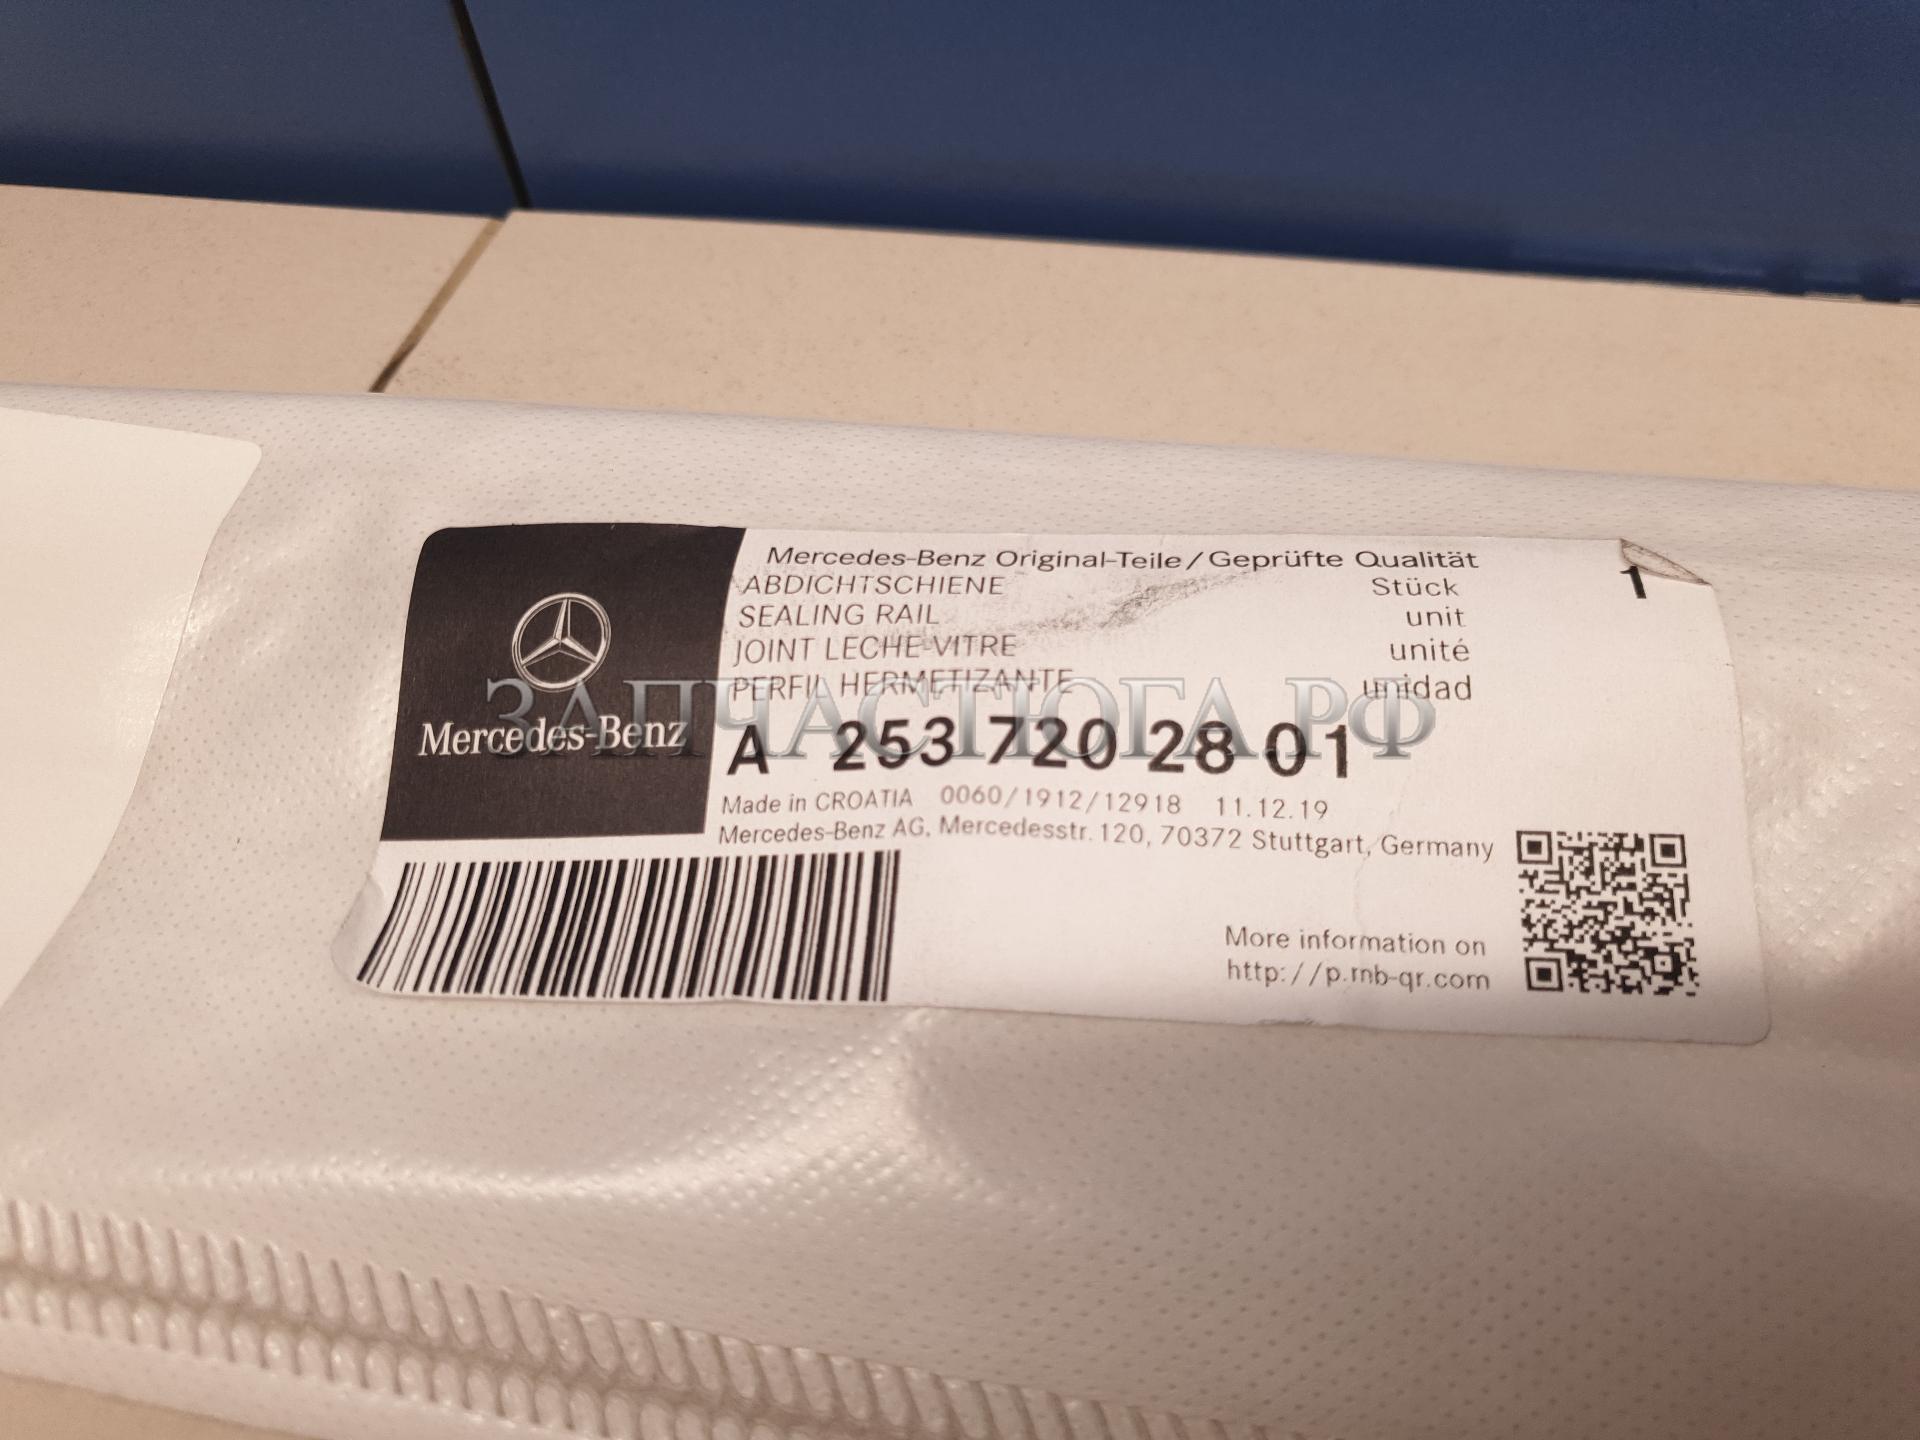 Mercedes-Benz Original-Teile/Geprüfte Qualität
ABDICHTSCHIENE Stück 1
SEALING RAIL unit
JOINT LECHE-VITRE unité
PERFIL HERMETIZANTE unidad
ЗАПЧАСТЮГА.РФ
Mercedes-Benz
A 253 720 28 01
Made in CROATIA 0060/1912/12918 11.12.19
Mercedes-Benz AG, Mercedesstr. 120, 70372 Stuttgart, Germany
More information on
http://p.mb-qr.com